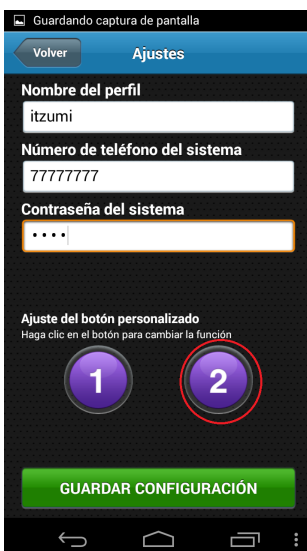 Guardando captura de pantalla
Volver
Ajustes
Nombre del perfil
itzumi
Número de teléfono del sistema
77777777
Contraseña del sistema
••••
Ajuste del botón personalizado
Haga clic en el botón para cambiar la función
1 2
GUARDAR CONFIGURACIÓN